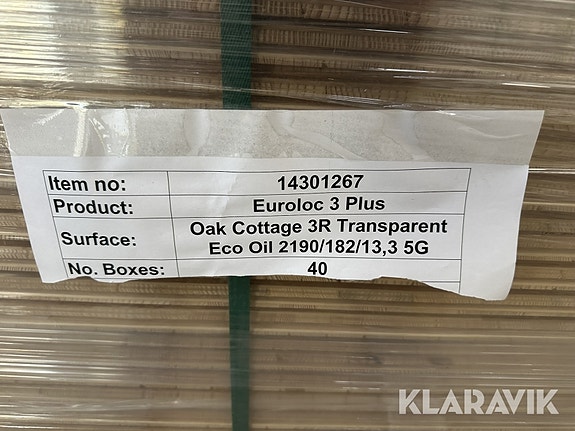 Item no: 14301267
Product: Euroloc 3 Plus
Surface: Oak Cottage 3R Transparent
Eco Oil 2190/182/13,3 5G
No. Boxes: 40
KLARAVIK